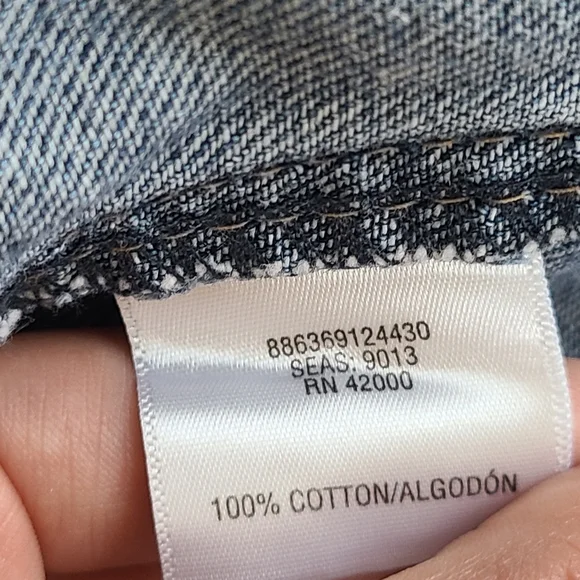 886369124430
SEAS: 9013
RN 42000
100% COTTON/ALGODÓN